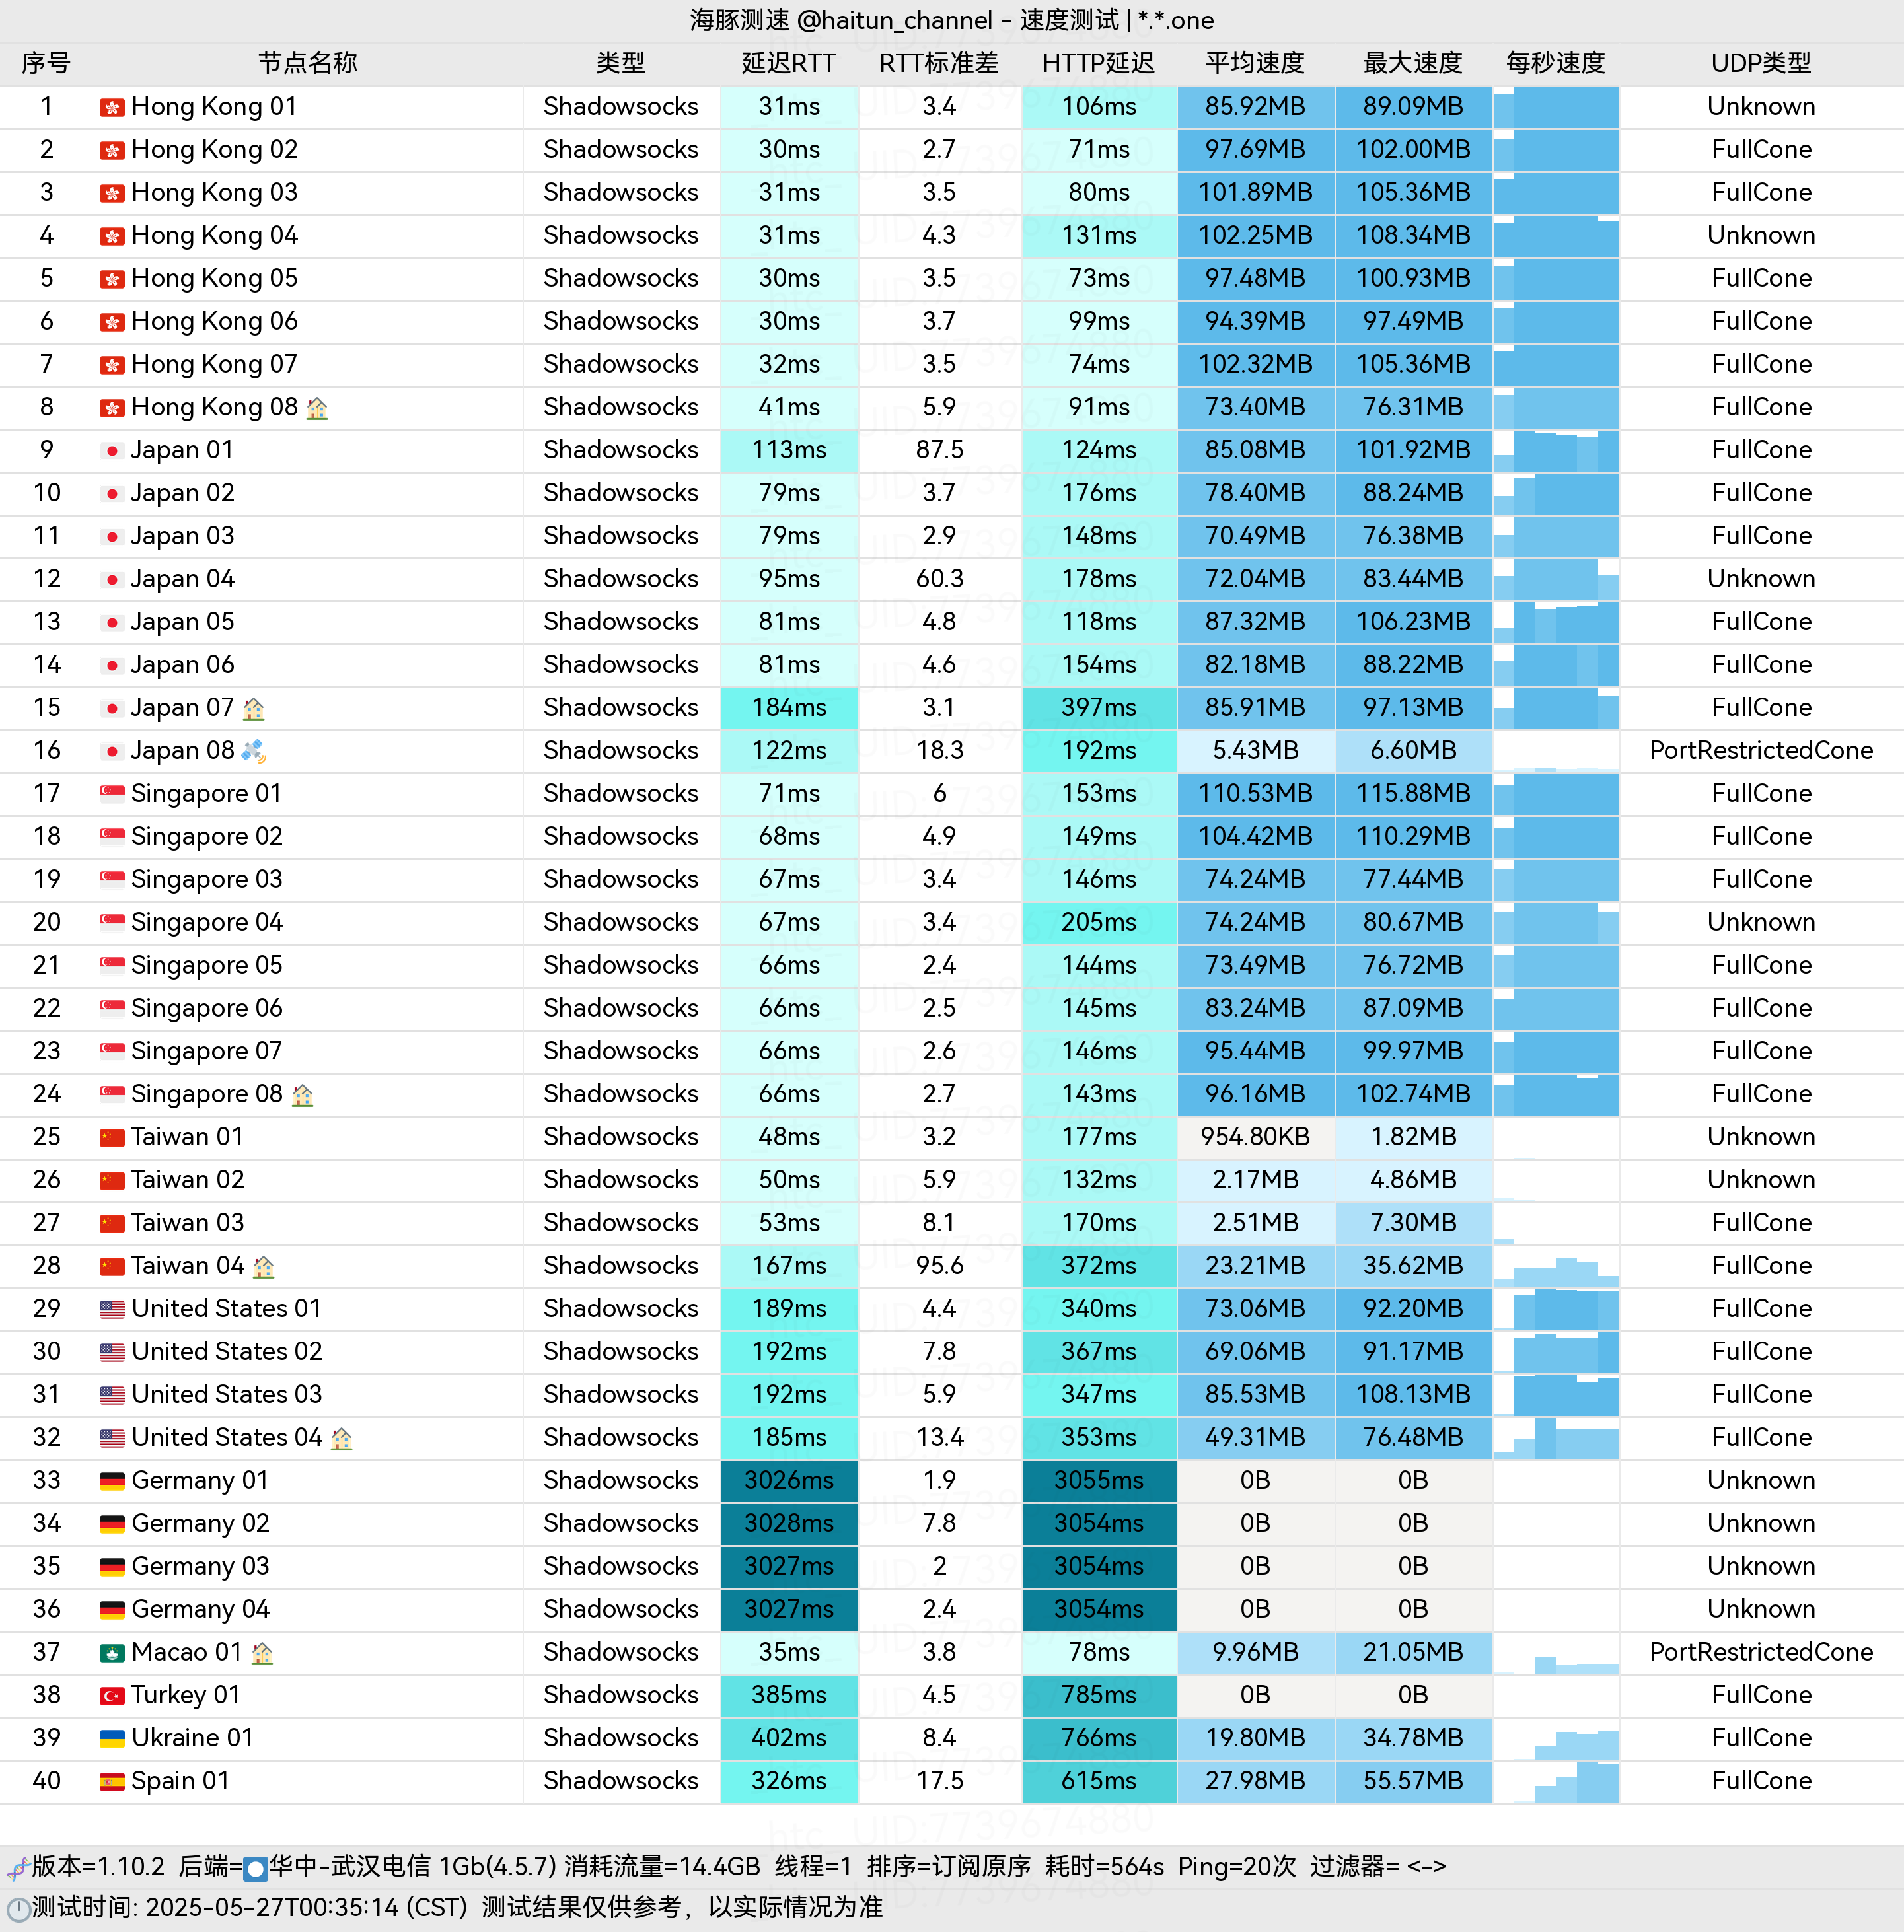 海豚测速 @haitun_channel - 速度测试 | *.*.one
序号 节点名称 类型 延迟RTT RTT标准差 HTTP延迟 平均速度 最大速度 每秒速度 UDP类型
1 Hong Kong 01 Shadowsocks 31ms 3.4 106ms 85.92MB 89.09MB Unknown
2 Hong Kong 02 Shadowsocks 30ms 2.7 71ms 97.69MB 102.00MB FullCone
3 Hong Kong 03 Shadowsocks 31ms 3.5 80ms 101.89MB 105.36MB FullCone
4 Hong Kong 04 Shadowsocks 31ms 4.3 131ms 102.25MB 108.34MB Unknown
5 Hong Kong 05 Shadowsocks 30ms 3.5 73ms 97.48MB 100.93MB FullCone
6 Hong Kong 06 Shadowsocks 30ms 3.7 99ms 94.39MB 97.49MB FullCone
7 Hong Kong 07 Shadowsocks 32ms 3.5 74ms 102.32MB 105.36MB FullCone
8 Hong Kong 08 Shadowsocks 41ms 5.9 91ms 73.40MB 76.31MB FullCone
9 Japan 01 Shadowsocks 113ms 87.5 124ms 85.08MB 101.92MB FullCone
10 Japan 02 Shadowsocks 79ms 3.7 176ms 78.40MB 88.24MB FullCone
11 Japan 03 Shadowsocks 79ms 2.9 148ms 70.49MB 76.38MB FullCone
12 Japan 04 Shadowsocks 95ms 60.3 178ms 72.04MB 83.44MB Unknown
13 Japan 05 Shadowsocks 81ms 4.8 118ms 87.32MB 106.23MB FullCone
14 Japan 06 Shadowsocks 81ms 4.6 154ms 82.18MB 88.22MB FullCone
15 Japan 07 Shadowsocks 184ms 3.1 397ms 85.91MB 97.13MB FullCone
16 Japan 08 Shadowsocks 122ms 18.3 192ms 5.43MB 6.60MB PortRestrictedCone
17 Singapore 01 Shadowsocks 71ms 6 153ms 110.53MB 115.88MB FullCone
18 Singapore 02 Shadowsocks 68ms 4.9 149ms 104.42MB 110.29MB FullCone
19 Singapore 03 Shadowsocks 67ms 3.4 146ms 74.24MB 77.44MB FullCone
20 Singapore 04 Shadowsocks 67ms 3.4 205ms 74.24MB 80.67MB Unknown
21 Singapore 05 Shadowsocks 66ms 2.4 144ms 73.49MB 76.72MB FullCone
22 Singapore 06 Shadowsocks 66ms 2.5 145ms 83.24MB 87.09MB FullCone
23 Singapore 07 Shadowsocks 66ms 2.6 146ms 95.44MB 99.97MB FullCone
24 Singapore 08 Shadowsocks 66ms 2.7 143ms 96.16MB 102.74MB FullCone
25 Taiwan 01 Shadowsocks 48ms 3.2 177ms 954.80KB 1.82MB Unknown
26 Taiwan 02 Shadowsocks 50ms 5.9 132ms 2.17MB 4.86MB Unknown
27 Taiwan 03 Shadowsocks 53ms 8.1 170ms 2.51MB 7.30MB FullCone
28 Taiwan 04 Shadowsocks 167ms 95.6 372ms 23.21MB 35.62MB FullCone
29 United States 01 Shadowsocks 189ms 4.4 340ms 73.06MB 92.20MB FullCone
30 United States 02 Shadowsocks 192ms 7.8 367ms 69.06MB 91.17MB FullCone
31 United States 03 Shadowsocks 192ms 5.9 347ms 85.53MB 108.13MB FullCone
32 United States 04 Shadowsocks 185ms 13.4 353ms 49.31MB 76.48MB FullCone
33 Germany 01 Shadowsocks 3026ms 1.9 3055ms 0B 0B Unknown
34 Germany 02 Shadowsocks 3028ms 7.8 3054ms 0B 0B Unknown
35 Germany 03 Shadowsocks 3027ms 2 3054ms 0B 0B Unknown
36 Germany 04 Shadowsocks 3027ms 2.4 3054ms 0B 0B Unknown
37 Macao 01 Shadowsocks 35ms 3.8 78ms 9.96MB 21.05MB PortRestrictedCone
38 Turkey 01 Shadowsocks 385ms 4.5 785ms 0B 0B FullCone
39 Ukraine 01 Shadowsocks 402ms 8.4 766ms 19.80MB 34.78MB FullCone
40 Spain 01 Shadowsocks 326ms 17.5 615ms 27.98MB 55.57MB FullCone
版本=1.10.2 后端=华中-武汉电信 1Gb(4.5.7) 消耗流量=14.4GB 线程=1 排序=订阅原序 耗时=564s Ping=20次 过滤器= <->
测试时间: 2025-05-27T00:35:14 (CST) 测试结果仅供参考，以实际情况为准